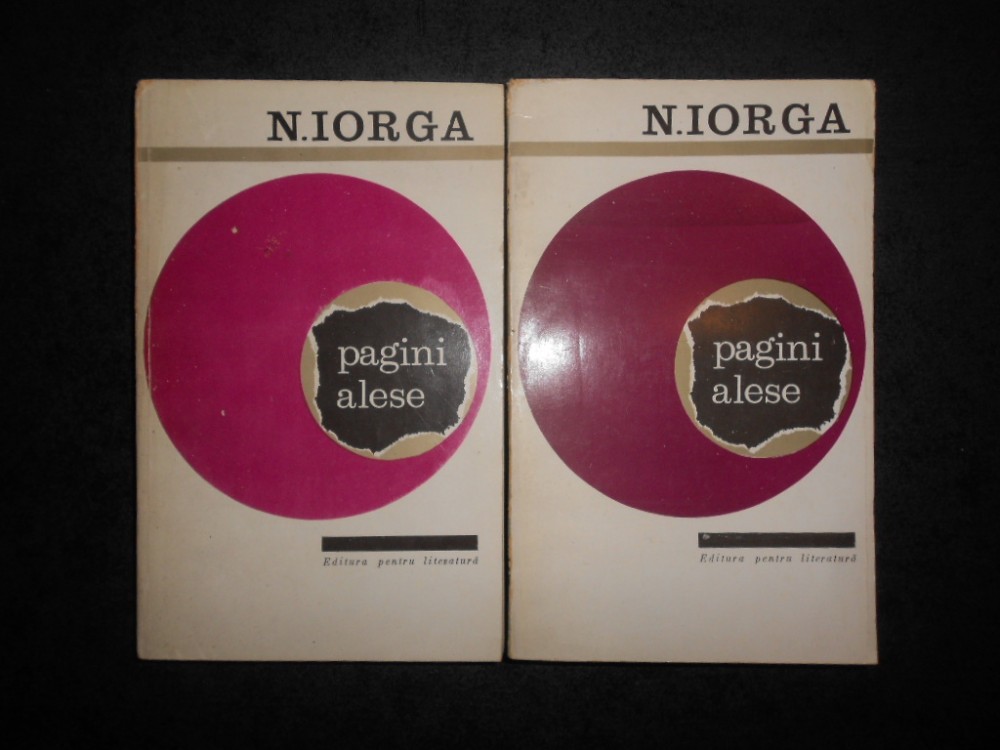 N.IORGA
pagini
alese
Editura pentru literatură
N.IORGA
pagini
alese
Editura pentru literatură